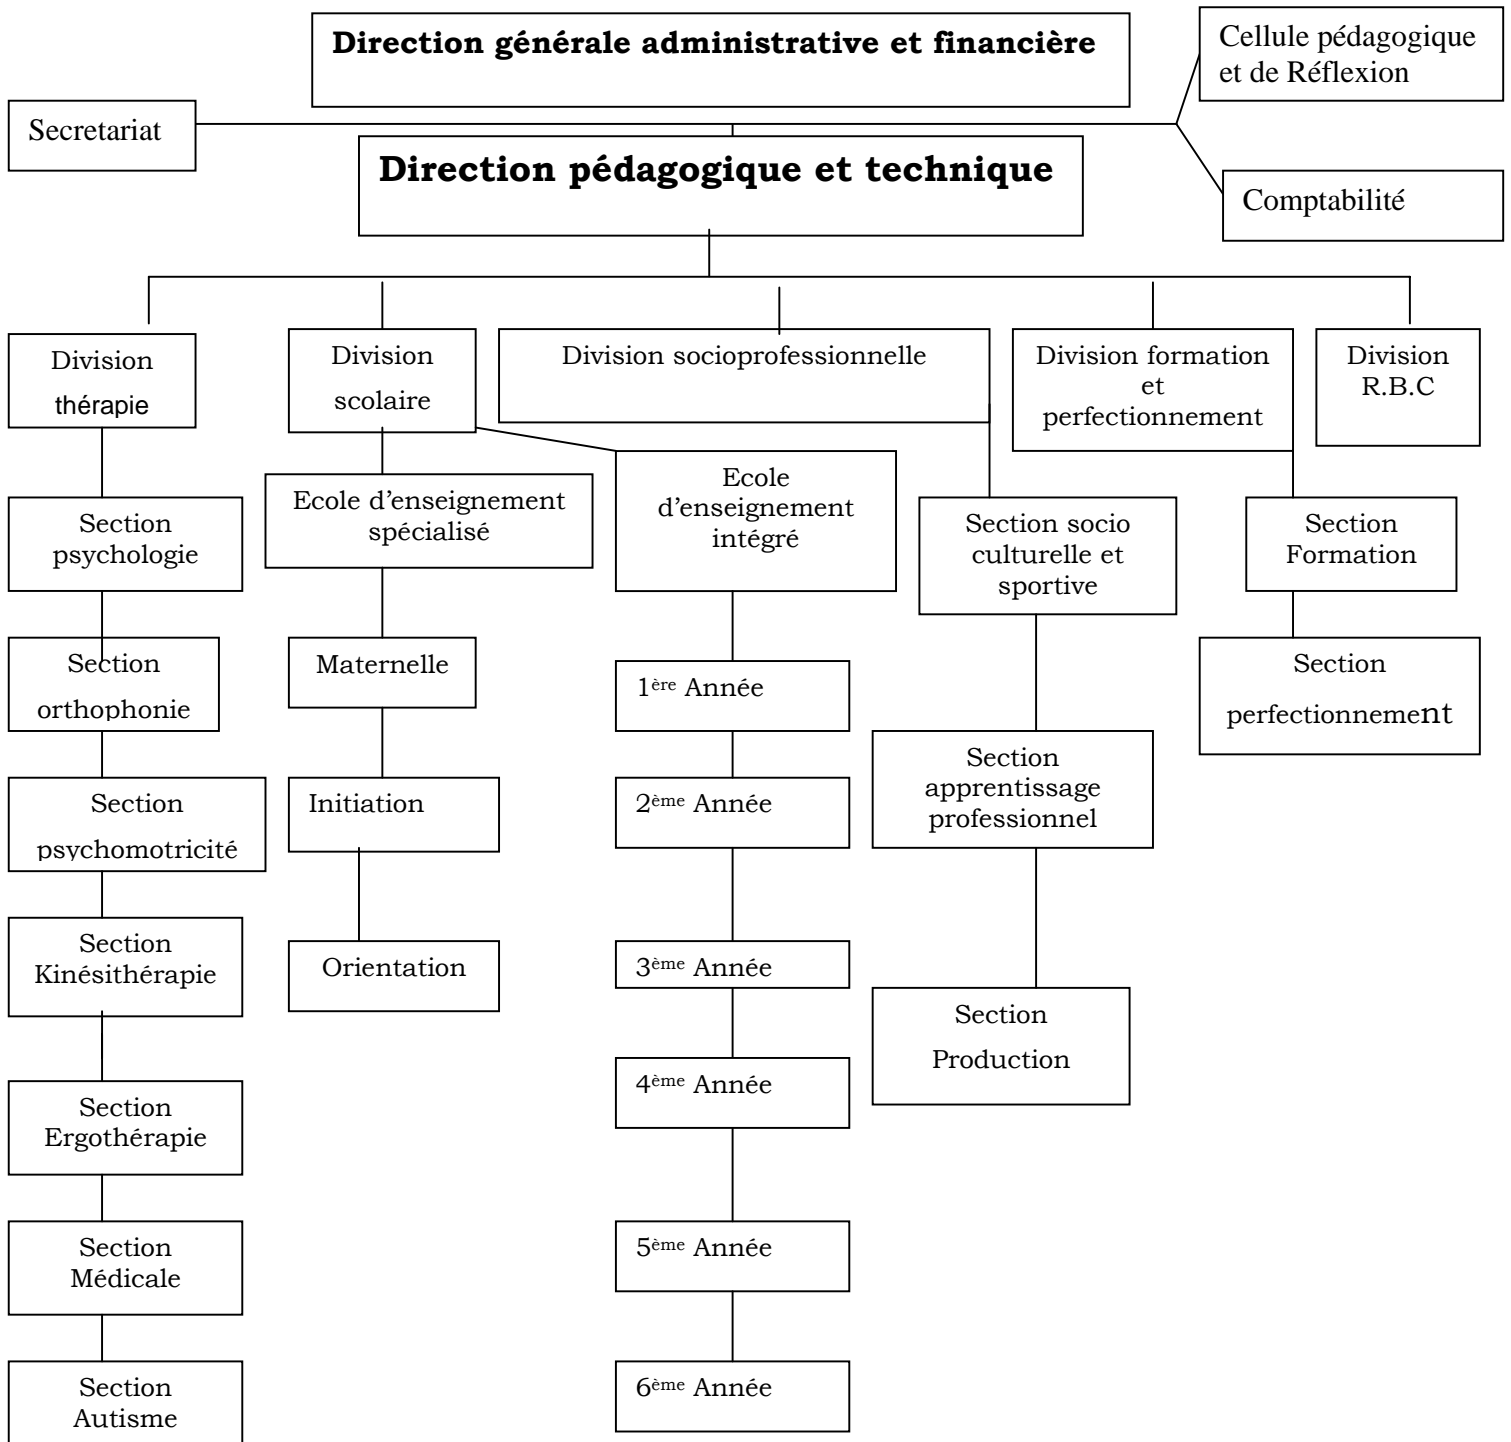 Direction générale administrative et financière
Cellule pédagogique
et de Réflexion
Secretariat
Direction pédagogique et technique
Comptabilité
Division
thérapie
Division
scolaire
Division socioprofessionnelle
Division formation
et
perfectionnement
Division
R.B.C
Section
psychologie
Ecole d'enseignement
spécialisé
Ecole
d'enseignement
intégré
Section socio
culturelle et
sportive
Section
Formation
Section
orthophonie
Maternelle
1ère Année
Section
perfectionnement
Section
psychomotricité
Initiation
2ème Année
Section
apprentissage
professionnel
Section
Kinésithérapie
Orientation
3ème Année
Section
Production
Section
Ergothérapie
4ème Année
Section
Médicale
5ème Année
Section
Autisme
6ème Année